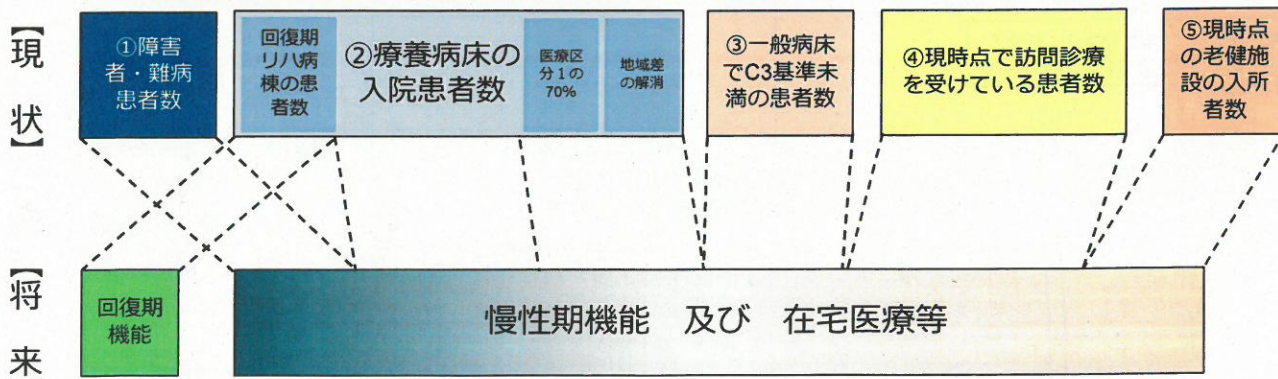 【現状】
①障害
者・難病
患者数
回復期
リハ病
棟の患
者数
②療養病床の
入院患者数
医療区
分1の
70%
地域差
の解消
③一般病床
でC3基準未
満の患者数
④現時点で訪問診療
を受けている患者数
⑤現時点
の老健施
設の入所
者数
【将来
回復期
機能
慢性期機能　及び　在宅医療等